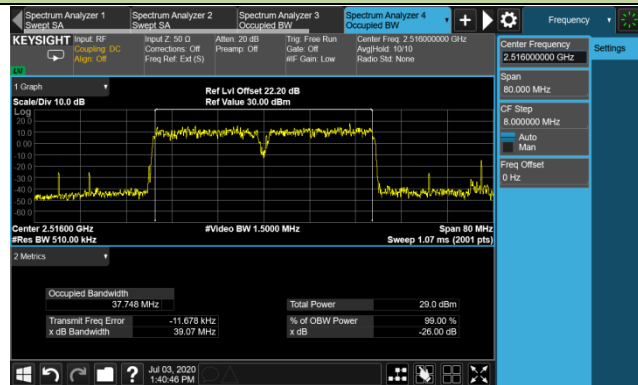 Spectrum Analyzer 1
Swept SA
Spectrum Analyzer 2
Swept SA
Spectrum Analyzer 3
Occupied BW
Spectrum Analyzer 4
Occupied BW
Frequency
KEYSIGHT
Input: RF
Coupling: DC
Align: Off
Input Z: 50 Ω
Corrections: Off
Freq Ref: Ext (S)
Atten: 20 dB
Preamp: Off
Trig: Free Run
Gate: Off
#IF Gain: Low
Center Freq: 2.516000000 GHz
Avg|Hold: 10/10
Radio Std: None
LM
Center Frequency
2.516000000 GHz
Settings
Span
80.000 MHz
CF Step
8.000000 MHz
Auto
Man
Freq Offset
0 Hz
1 Graph
Scale/Div 10.0 dB
Ref Lvl Offset 22.20 dB
Ref Value 30.00 dBm
Log
20.0
10.0
0.00
-10.0
-20.0
-30.0
-40.0
-50.0
-60.0
Center 2.51600 GHz
#Res BW 510.00 kHz
#Video BW 1.5000 MHz
Span 80 MHz
Sweep 1.07 ms (2001 pts)
2 Metrics
Occupied Bandwidth
37.748 MHz
Total Power 29.0 dBm
Transmit Freq Error -11.678 kHz
% of OBW Power 99.00 %
x dB Bandwidth 39.07 MHz
x dB -26.00 dB
?
Jul 03, 2020
1:40:46 PM